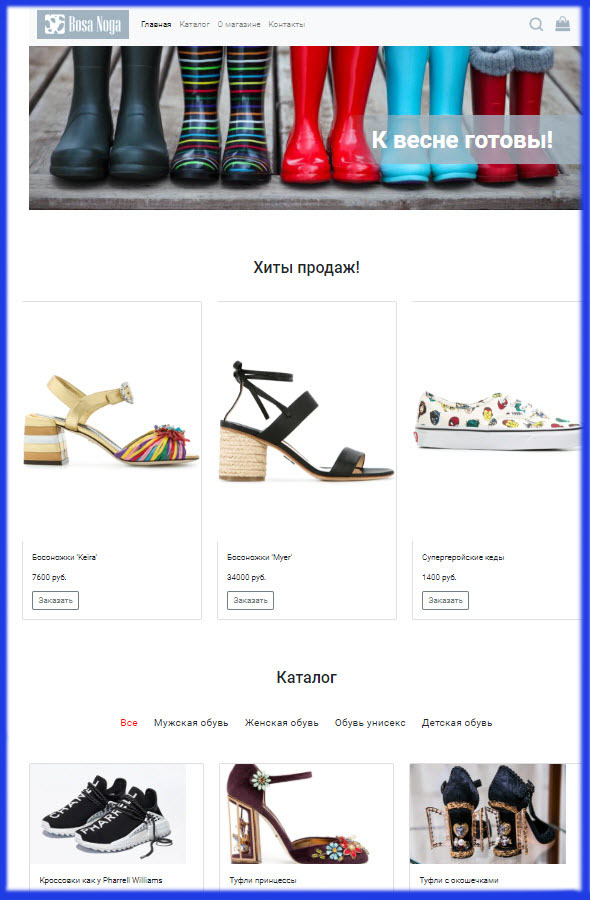 Bosa Noga
Главная Каталог О магазине Контакты
К весне готовы!
Хиты продаж!
Босоножки 'Keira' Босоножки 'Myer' Супергеройские кеды
7600 руб. 34000 руб. 1400 руб.
Заказать Заказать Заказать
Каталог
Все Мужская обувь Женская обувь Обувь унисекс Детская обувь
Кроссовки как у Pharrell Williams Туфли принцессы Туфли с окошечками